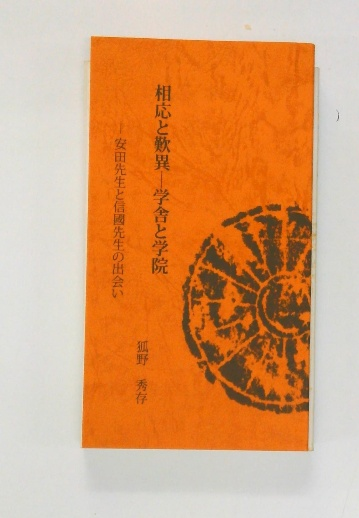 相応と歎異―学舎と学院
―安田先生と信國先生の出会い
狐野 秀存